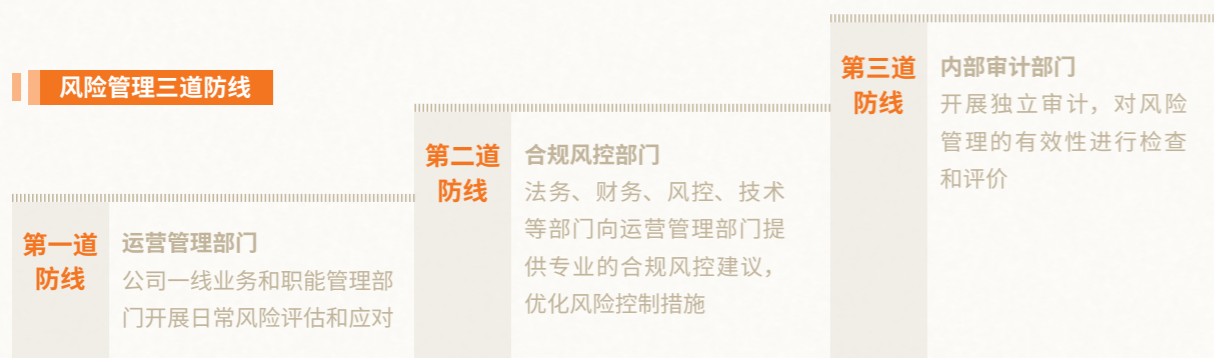 风险管理三道防线
第一道
防线
运营管理部门
公司一线业务和职能管理部
门开展日常风险评估和应对
第二道
防线
合规风控部门
法务、财务、风控、技术
等部门向运营管理部门提
供专业的合规风控建议，
优化风险控制措施
第三道
防线
内部审计部门
开展独立审计，对风险
管理的有效性进行检查
和评价